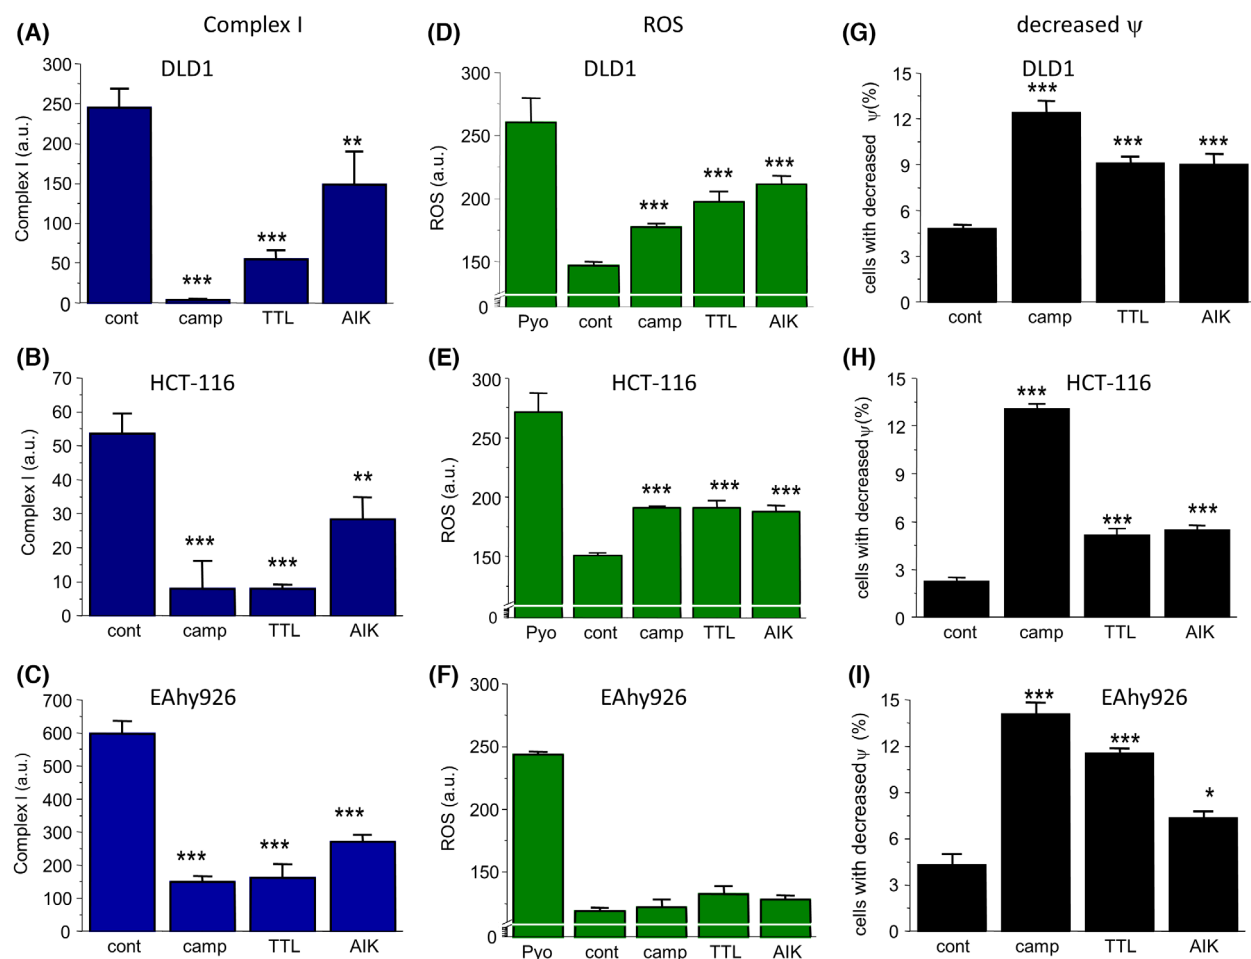 Complex I
ROS
decreased ψ
(A)
DLD1
Complex I (a.u.)
300
250
200
150
100
50
0
***
***
**
cont camp TTL AIK
(D)
DLD1
ROS (a.u.)
300
250
200
150
0
***
***
***
Pyo cont camp TTL AIK
(G)
DLD1
cells with decreased ψ(%)
15
12
9
6
3
0
***
***
***
cont camp TTL AIK
(B)
HCT-116
Complex I (a.u.)
70
60
50
40
30
20
10
0
***
***
**
cont camp TTL AIK
(E)
HCT-116
ROS (a.u.)
300
250
200
150
0
***
***
***
Pyo cont camp TTL AIK
(H)
HCT-116
cells with decreased ψ(%)
15
12
9
6
3
0
***
***
***
cont camp TTL AIK
(C)
EAhy926
Complex I (a.u.)
700
600
500
400
300
200
100
0
***
***
***
cont camp TTL AIK
(F)
EAhy926
ROS (a.u.)
300
250
200
150
0
Pyo cont camp TTL AIK
(I)
EAhy926
cells with decreased ψ (%)
15
12
9
6
3
0
***
***
*
cont camp TTL AIK